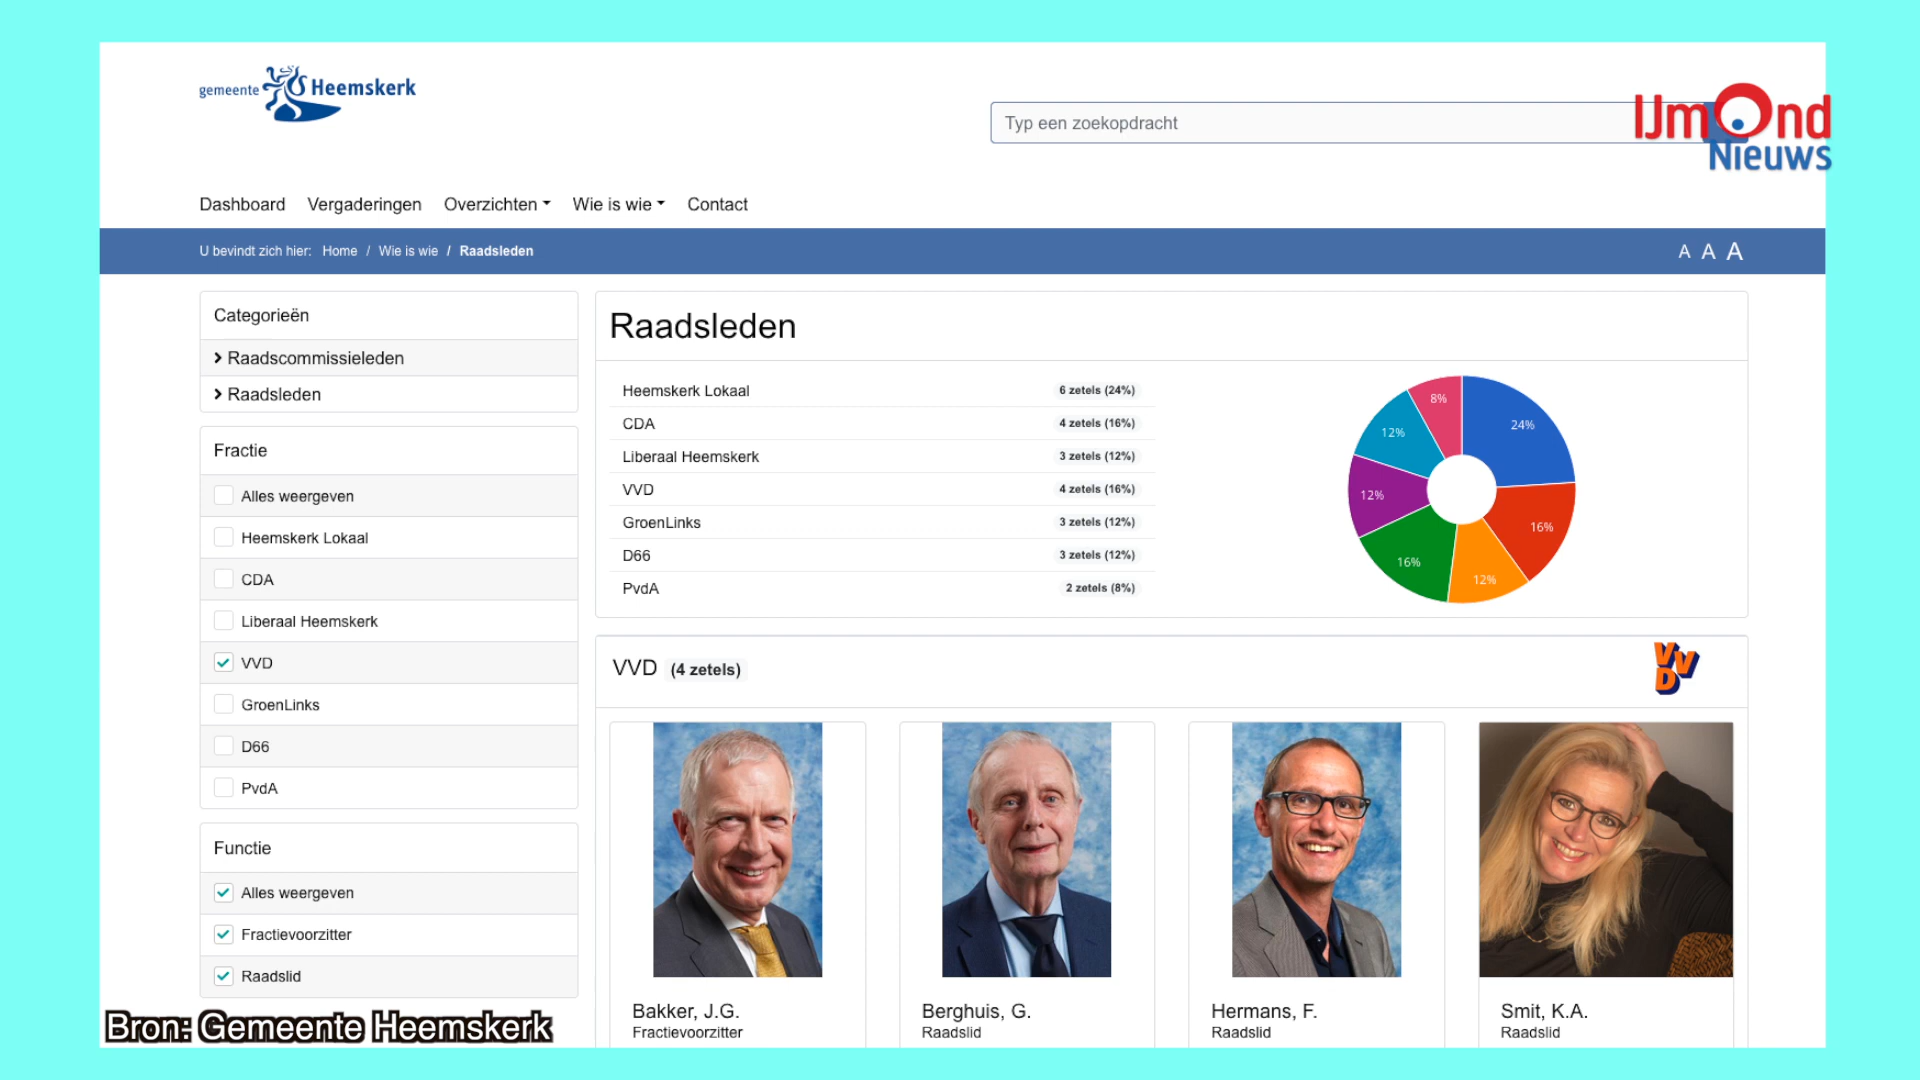 gemeente Heemskerk
Typ een zoekopdracht
IJmOnd
Nieuws
Dashboard Vergaderingen Overzichten Wie is wie Contact
U bevindt zich hier: Home / Wie is wie / Raadsleden
A A A
Categorieën
Raadscommissieleden
Raadsleden
Fractie
Alles weergeven
Heemskerk Lokaal
CDA
Liberaal Heemskerk
VVD
GroenLinks
D66
PvdA
Functie
Alles weergeven
Fractievoorzitter
Raadslid
Raadsleden
Heemskerk Lokaal 6 zetels (24%)
CDA 4 zetels (16%)
Liberaal Heemskerk 3 zetels (12%)
VVD 4 zetels (16%)
GroenLinks 3 zetels (12%)
D66 3 zetels (12%)
PvdA 2 zetels (8%)
8%
24%
12%
12%
16%
16%
12%
VVD (4 zetels)
VVD
Bakker, J.G.
Fractievoorzitter
Berghuis, G.
Raadslid
Hermans, F.
Raadslid
Smit, K.A.
Raadslid
Bron: Gemeente Heemskerk